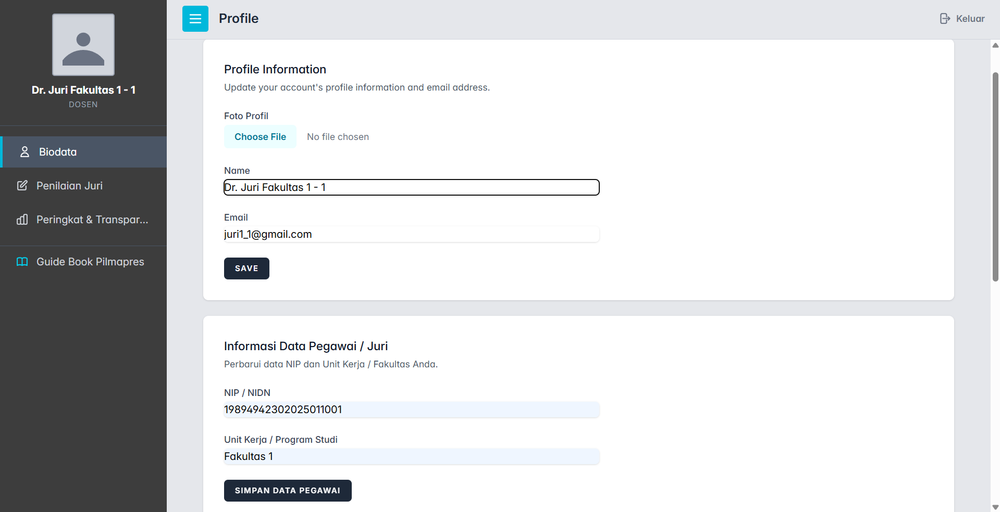 Dr. Juri Fakultas 1 - 1
DOSEN
Biodata
Penilaian Juri
Peringkat & Transpar...
Guide Book Pilmapres
Profile
Keluar
Profile Information
Update your account's profile information and email address.
Foto Profil
Choose File
No file chosen
Name
Dr. Juri Fakultas 1 - 1
Email
juri1_1@gmail.com
SAVE
Informasi Data Pegawai / Juri
Perbarui data NIP dan Unit Kerja / Fakultas Anda.
NIP / NIDN
19894942302025011001
Unit Kerja / Program Studi
Fakultas 1
SIMPAN DATA PEGAWAI